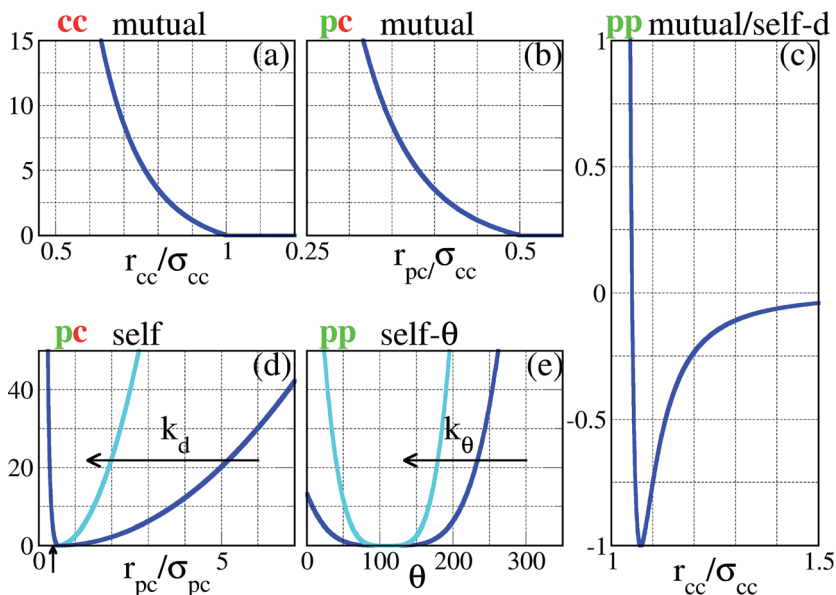 cc mutual
(a)
15
10
5
0
0.5
1
0.2
r_cc/σ_cc
pc mutual
(b)
0.25
0.5
r_pc/σ_cc
pp mutual/self-d
(c)
1
0.5
0
-0.5
-1
1
1.5
r_cc/σ_cc
pc self
(d)
k_d
40
20
0
0
5
r_pc/σ_pc
pp self-θ
(e)
k_θ
0
100
200
300
θ